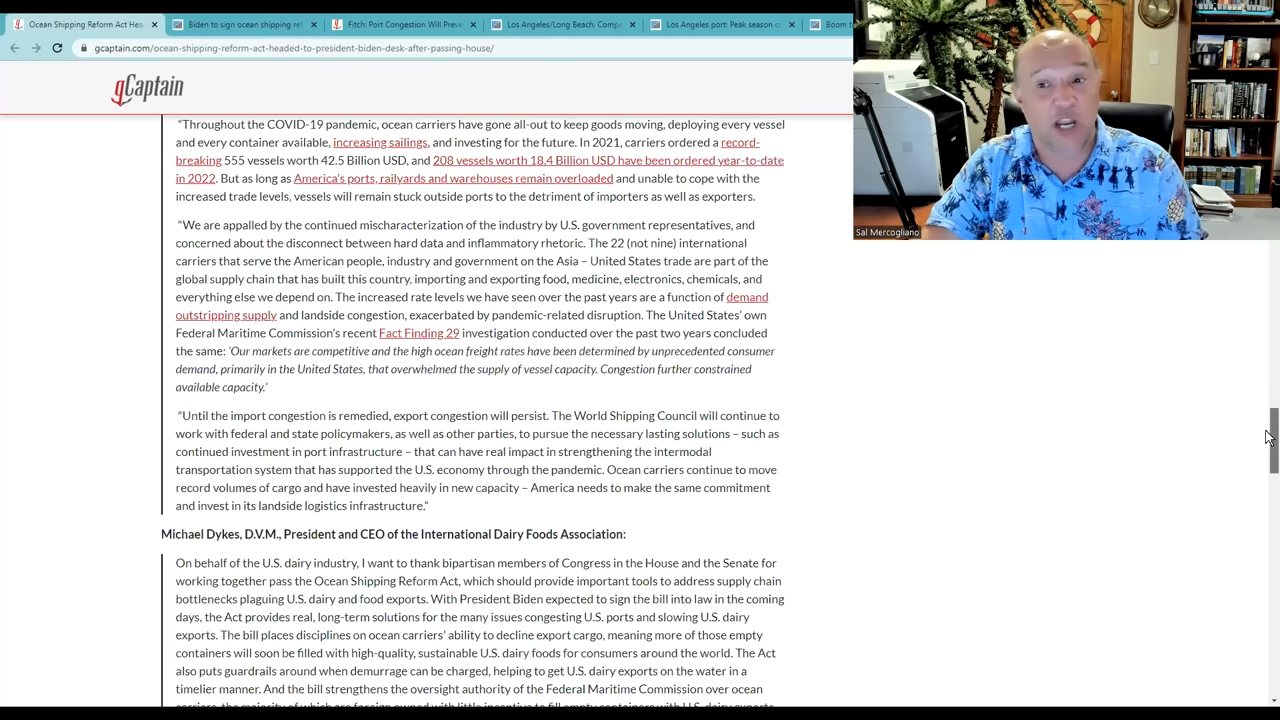 Ocean Shipping Reform Act Hea
Biden to sign ocean shipping ref
Fitch: Port Congestion Will Preve
Los Angeles/Long Beach: Compe
Los Angeles port: Peak season co
Boom t
gcaptain.com/ocean-shipping-reform-act-headed-to-president-biden-desk-after-passing-house/
gCaptain
Sal Mercogliano
“Throughout the COVID-19 pandemic, ocean carriers have gone all-out to keep goods moving, deploying every vessel
and every container available, increasing sailings, and investing for the future. In 2021, carriers ordered a record-
breaking 555 vessels worth 42.5 Billion USD, and 208 vessels worth 18.4 Billion USD have been ordered year-to-date
in 2022. But as long as America’s ports, railyards and warehouses remain overloaded and unable to cope with the
increased trade levels, vessels will remain stuck outside ports to the detriment of importers as well as exporters.
“We are appalled by the continued mischaracterization of the industry by U.S. government representatives, and
concerned about the disconnect between hard data and inflammatory rhetoric. The 22 (not nine) international
carriers that serve the American people, industry and government on the Asia – United States trade are part of the
global supply chain that has built this country, importing and exporting food, medicine, electronics, chemicals, and
everything else we depend on. The increased rate levels we have seen over the past years are a function of demand
outstripping supply and landside congestion, exacerbated by pandemic-related disruption. The United States’ own
Federal Maritime Commission’s recent Fact Finding 29 investigation conducted over the past two years concluded
the same: ‘Our markets are competitive and the high ocean freight rates have been determined by unprecedented consumer
demand, primarily in the United States, that overwhelmed the supply of vessel capacity. Congestion further constrained
available capacity.’
“Until the import congestion is remedied, export congestion will persist. The World Shipping Council will continue to
work with federal and state policymakers, as well as other parties, to pursue the necessary lasting solutions – such as
continued investment in port infrastructure – that can have real impact in strengthening the intermodal
transportation system that has supported the U.S. economy through the pandemic. Ocean carriers continue to move
record volumes of cargo and have invested heavily in new capacity – America needs to make the same commitment
and invest in its landside logistics infrastructure.”
Michael Dykes, D.V.M., President and CEO of the International Dairy Foods Association:
On behalf of the U.S. dairy industry, I want to thank bipartisan members of Congress in the House and the Senate for
working together pass the Ocean Shipping Reform Act, which should provide important tools to address supply chain
bottlenecks plaguing U.S. dairy and food exports. With President Biden expected to sign the bill into law in the coming
days, the Act provides real, long-term solutions for the many issues congesting U.S. ports and slowing U.S. dairy
exports. The bill places disciplines on ocean carriers’ ability to decline export cargo, meaning more of those empty
containers will soon be filled with high-quality, sustainable U.S. dairy foods for consumers around the world. The Act
also puts guardrails around when demurrage can be charged, helping to get U.S. dairy exports on the water in a
timelier manner. And the bill strengthens the oversight authority of the Federal Maritime Commission over ocean
carriers, the majority of which are foreign-owned with little incentive to fill empty containers with U.S. dairy exports.